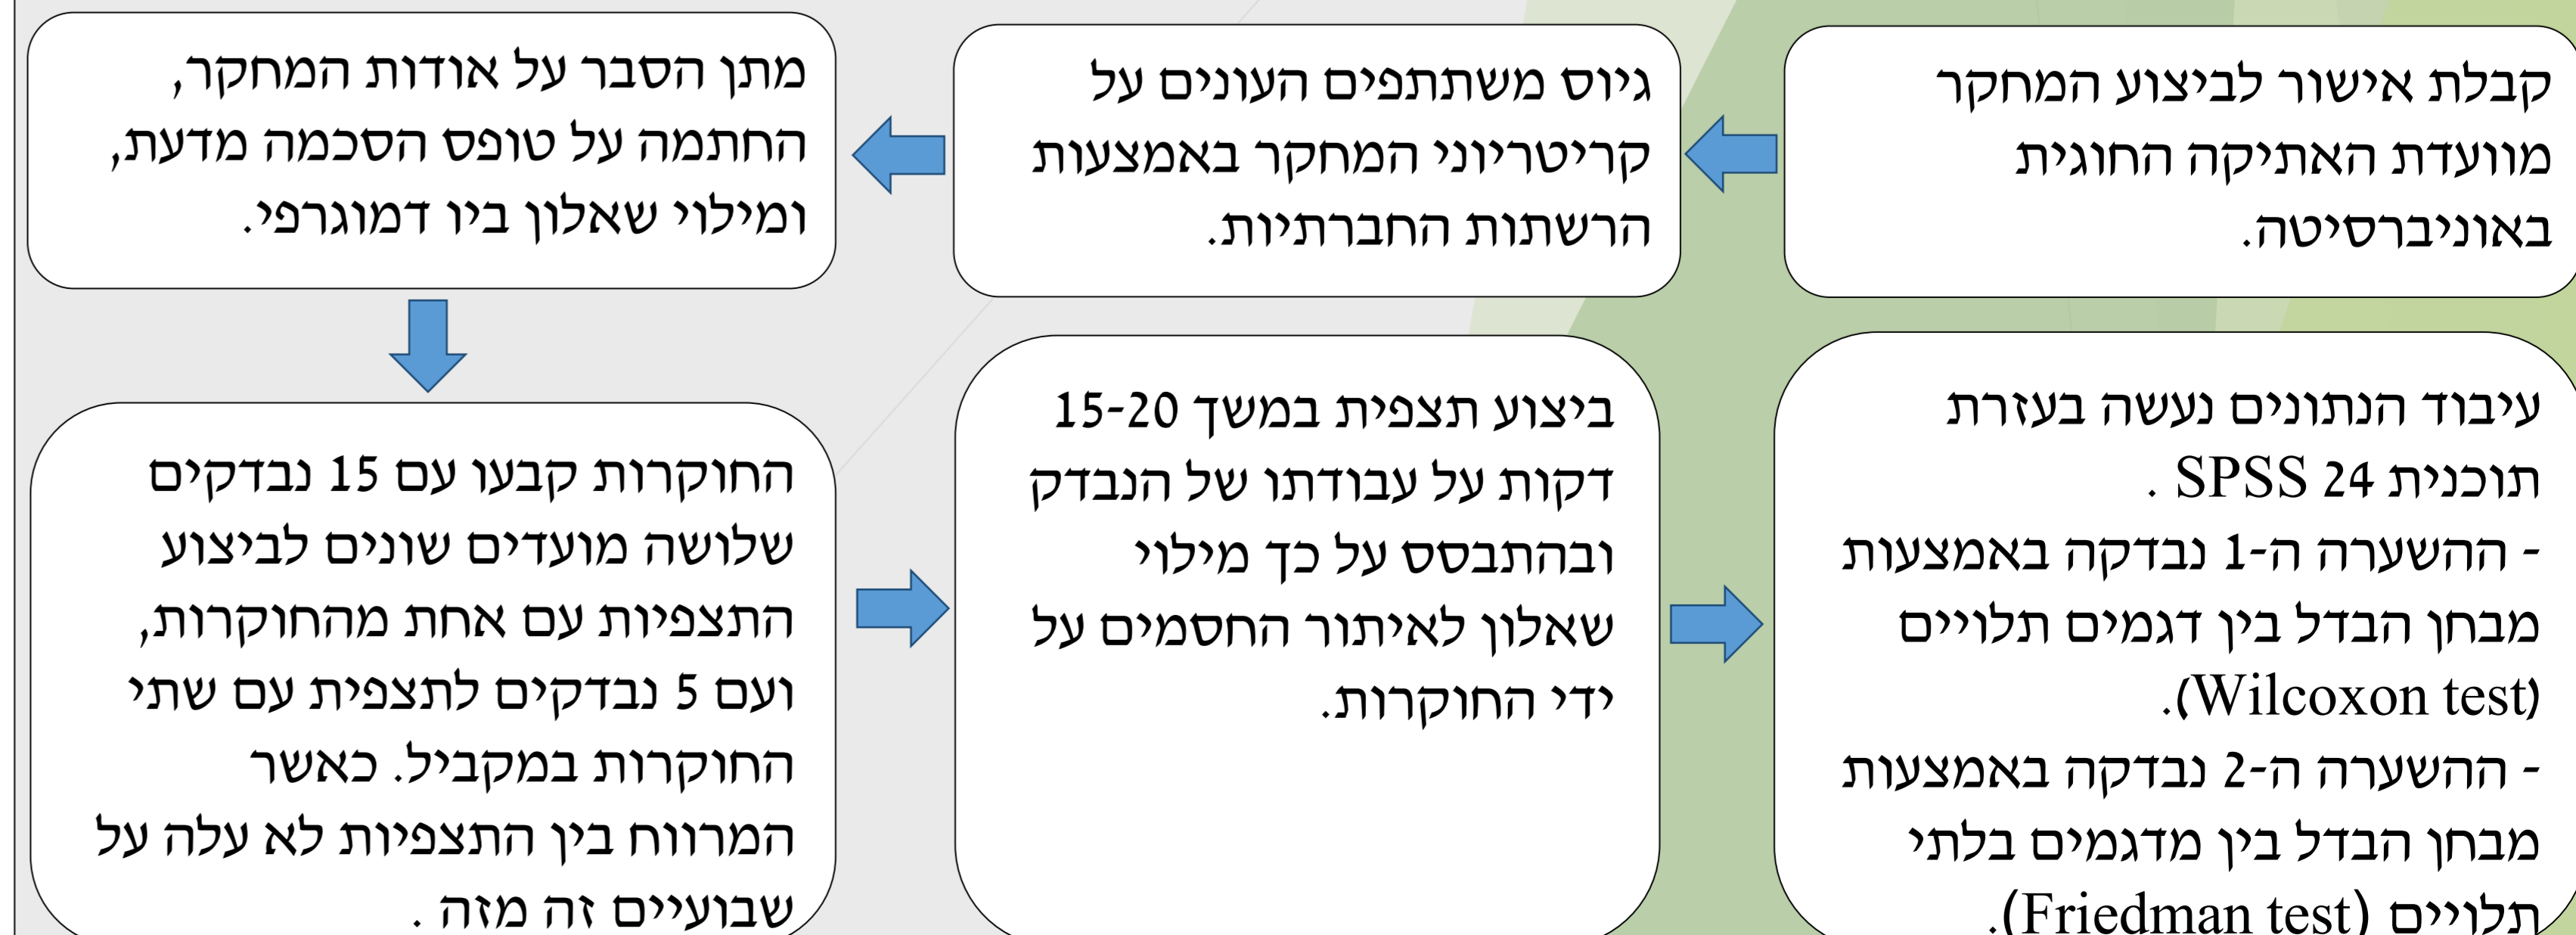 קבלת אישור לביצוע המחקר
מוועדת האתיקה החוגית
באוניברסיטה.
גיוס משתתפים העונים על
קריטריוני המחקר באמצעות
הרשתות החברתיות.
מתן הסבר על אודות המחקר,
החתמה על טופס הסכמה מדעת,
ומילוי שאלון ביו דמוגרפי.
החוקרות קבעו עם 15 נבדקים
שלושה מועדים שונים לביצוע
התצפיות עם אחת מהחוקרות,
ועם 5 נבדקים לתצפית עם שתי
החוקרות במקביל. כאשר
המרווח בין התצפיות לא עלה על
שבועיים זה מזה .
ביצוע תצפית במשך 15-20
דקות על עבודתו של הנבדק
ובהתבסס על כך מילוי
שאלון לאיתור החסמים על
ידי החוקרות.
עיבוד הנתונים נעשה בעזרת
תוכנית SPSS 24 .
- ההשערה ה-1 נבדקה באמצעות
מבחן הבדל בין דגמים תלויים
(Wilcoxon test).
- ההשערה ה-2 נבדקה באמצעות
מבחן הבדל בין מדגמים בלתי
תלויים (Friedman test).